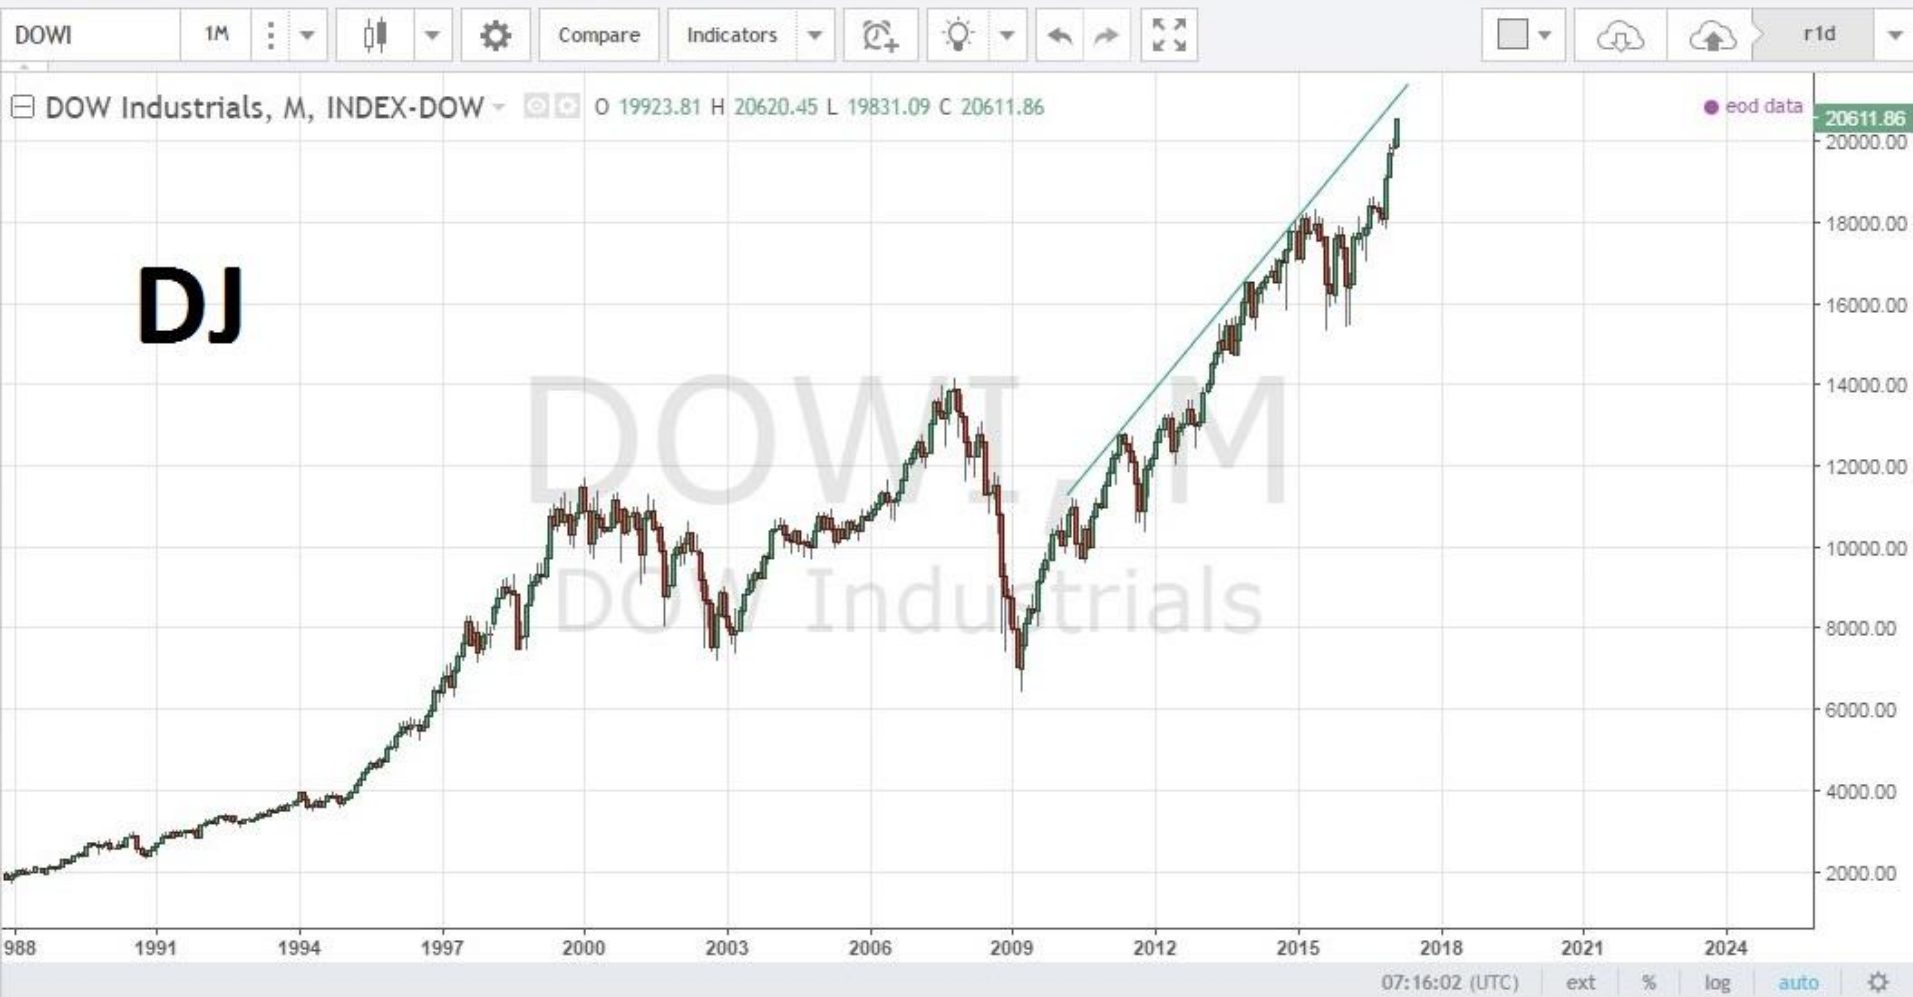 DOWI 1M Compare Indicators r1d
DOW Industrials, M, INDEX-DOW O 19923.81 H 20620.45 L 19831.09 C 20611.86
eod data
20611.86
20000.00
18000.00
DJ
16000.00
14000.00
DOWI, M
12000.00
10000.00
DOW Industrials
8000.00
6000.00
4000.00
2000.00
988 1991 1994 1997 2000 2003 2006 2009 2012 2015 2018 2021 2024
07:16:02 (UTC) ext % log auto